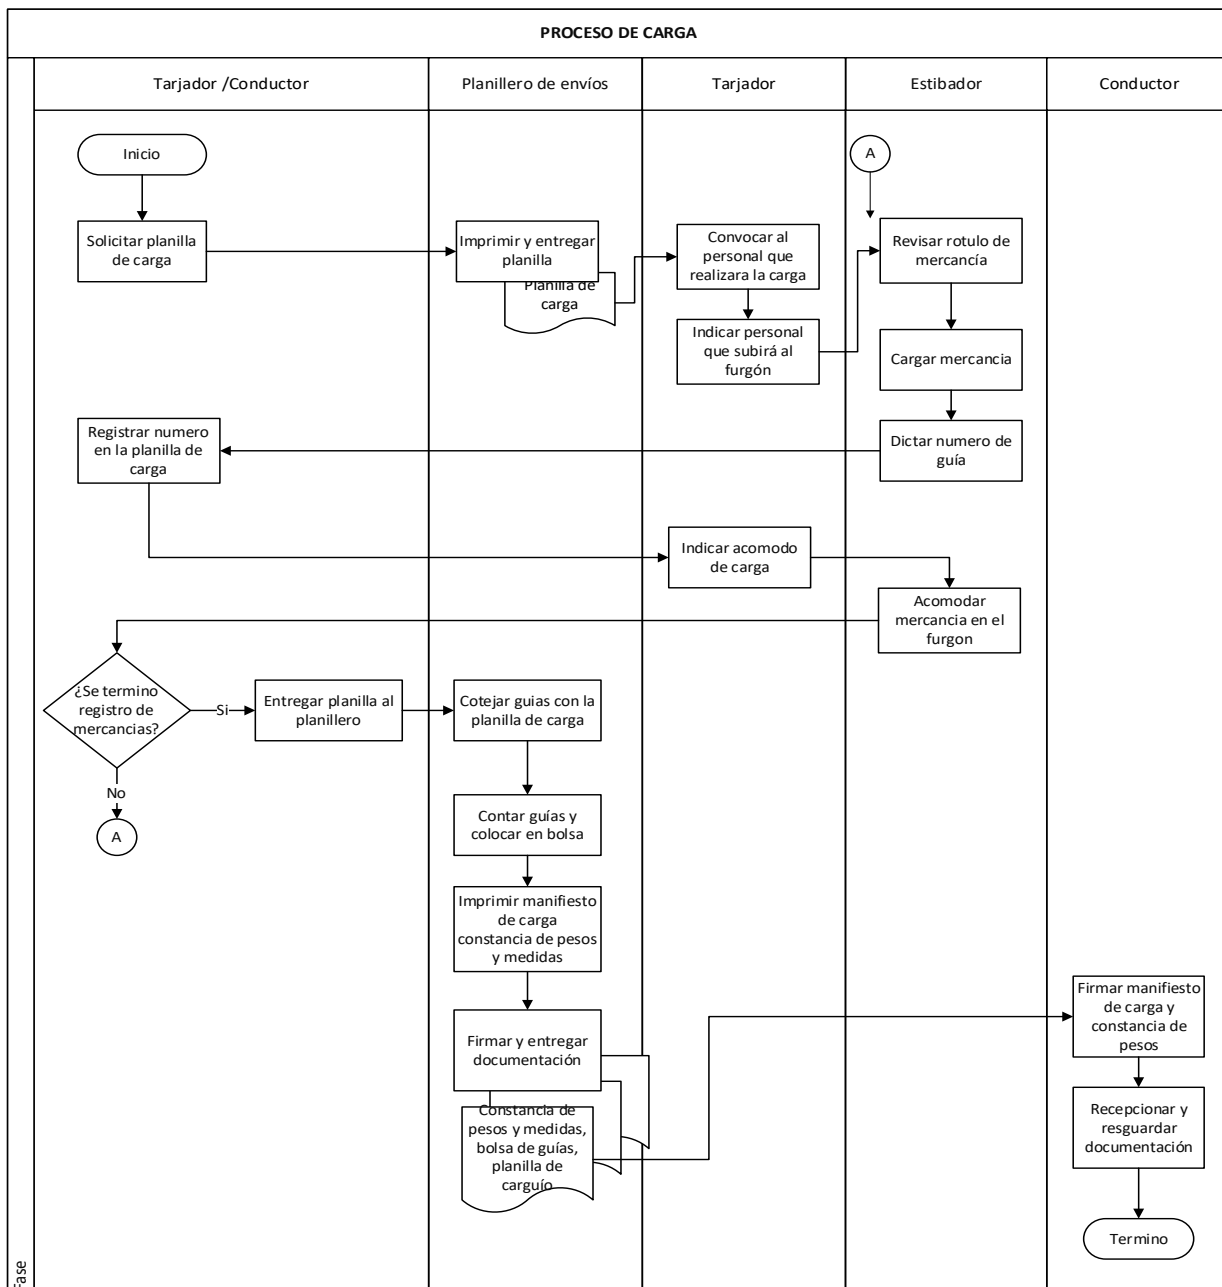 PROCESO DE CARGA
Tarjador /Conductor
Planillero de envíos
Tarjador
Estibador
Conductor
Inicio
A
Solicitar planilla
de carga
Imprimir y entregar
planilla
Planilla de
carga
Convocar al
personal que
realizara la carga
Revisar rotulo de
mercancía
Indicar personal
que subirá al
furgón
Cargar mercancia
Registrar numero
en la planilla de
carga
Dictar numero de
guía
Indicar acomodo
de carga
Acomodar
mercancia en el
furgon
¿Se termino
registro de
mercancias?
Si
Entregar planilla al
planillero
Cotejar guias con la
planilla de carga
No
A
Contar guías y
colocar en bolsa
Imprimir manifiesto
de carga
constancia de pesos
y medidas
Firmar manifiesto
de carga y
constancia de
pesos
Firmar y entregar
documentación
Constancia de
pesos y medidas,
bolsa de guías,
planilla de
carguío
Recepcionar y
resguardar
documentación
Termino
Fase